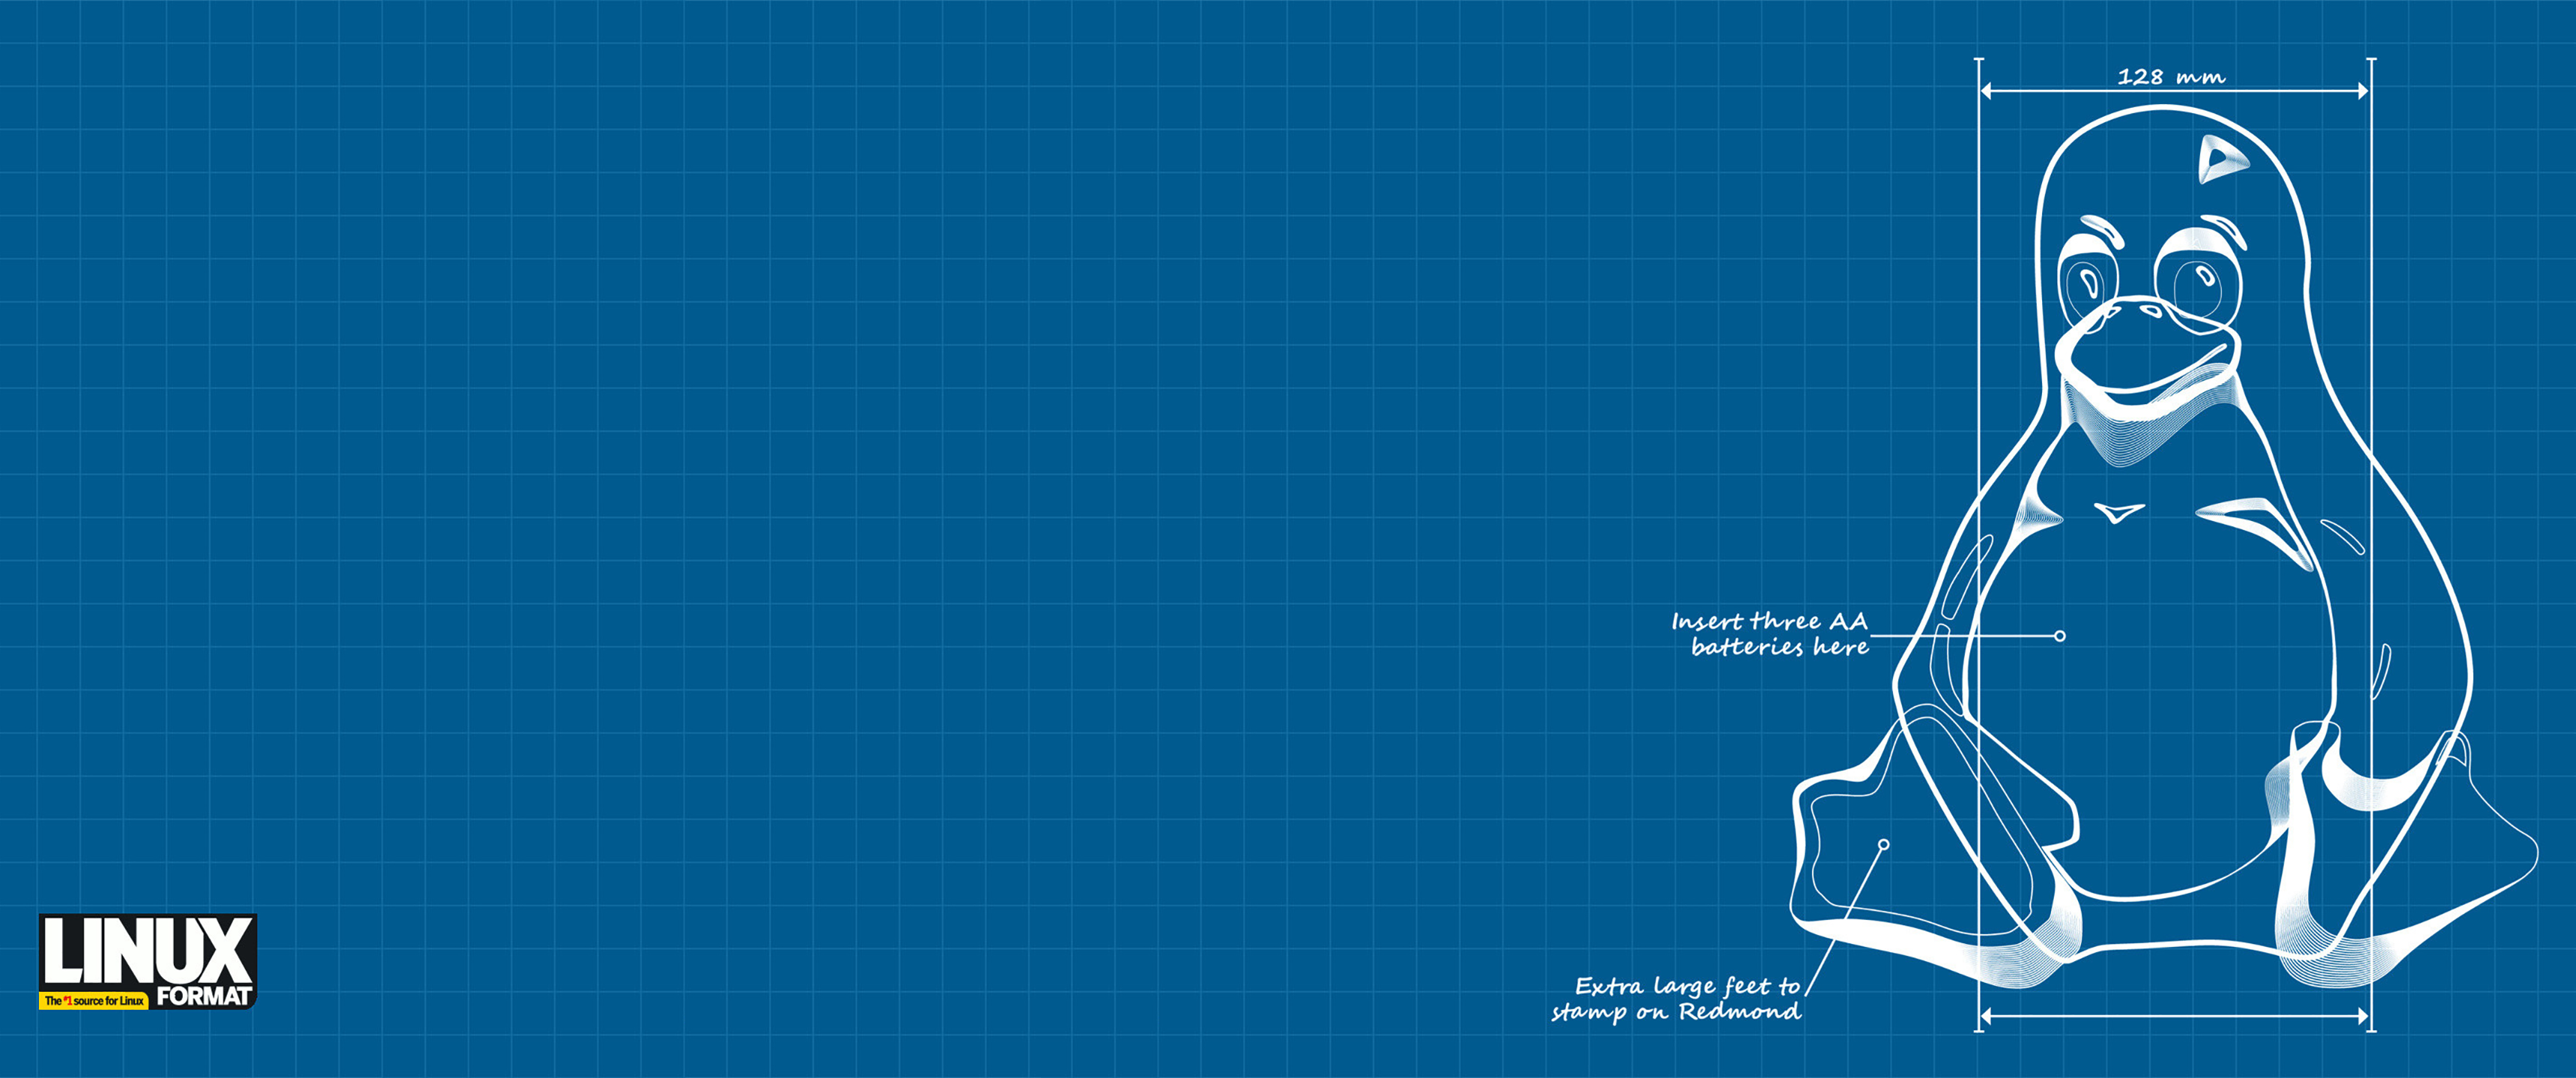 128 mm
Insert three AA
batteries here
Extra large feet to
stamp on Redmond
LINUX
FORMAT
The #1 source for Linux